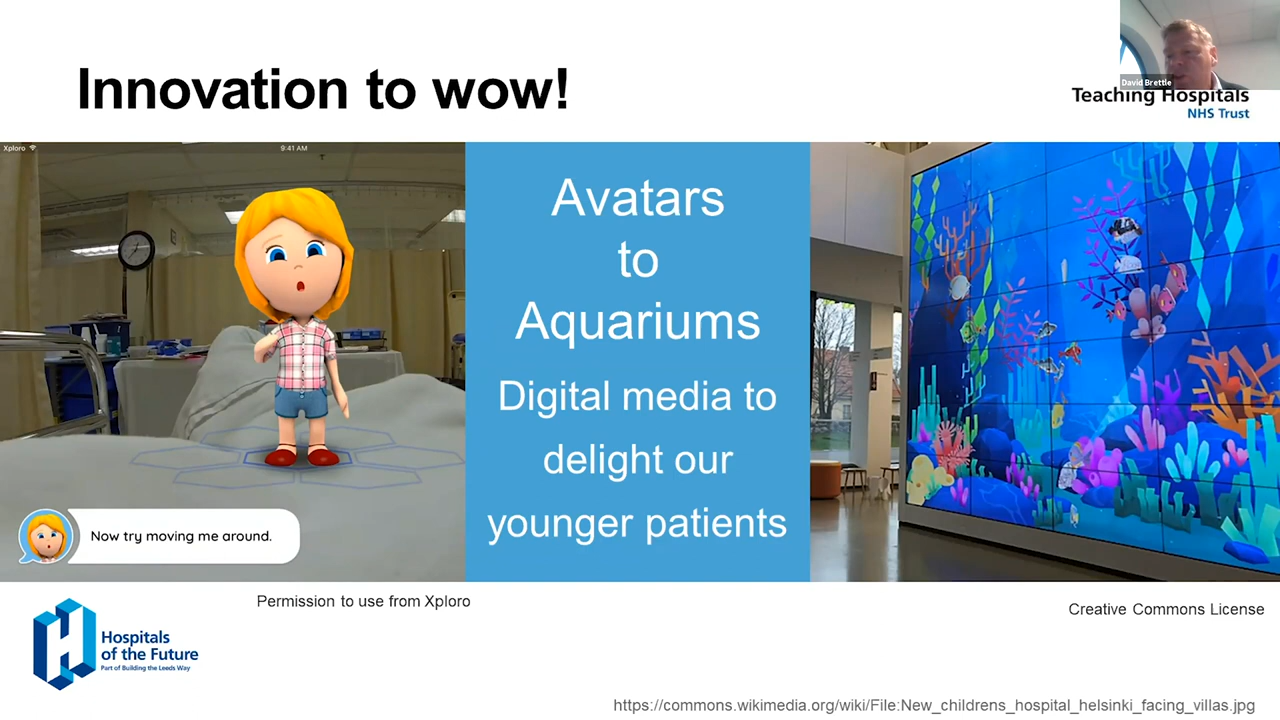 Innovation to wow!
David Brettle
Teaching Hospitals
NHS Trust
Xploro
9:41 AM
Avatars
to
Aquariums
Digital media to
delight our
younger patients
Now try moving me around.
Permission to use from Xploro
Creative Commons License
Hospitals
of the Future
Part of Building the Leeds Way
https://commons.wikimedia.org/wiki/File:New_childrens_hospital_helsinki_facing_villas.jpg